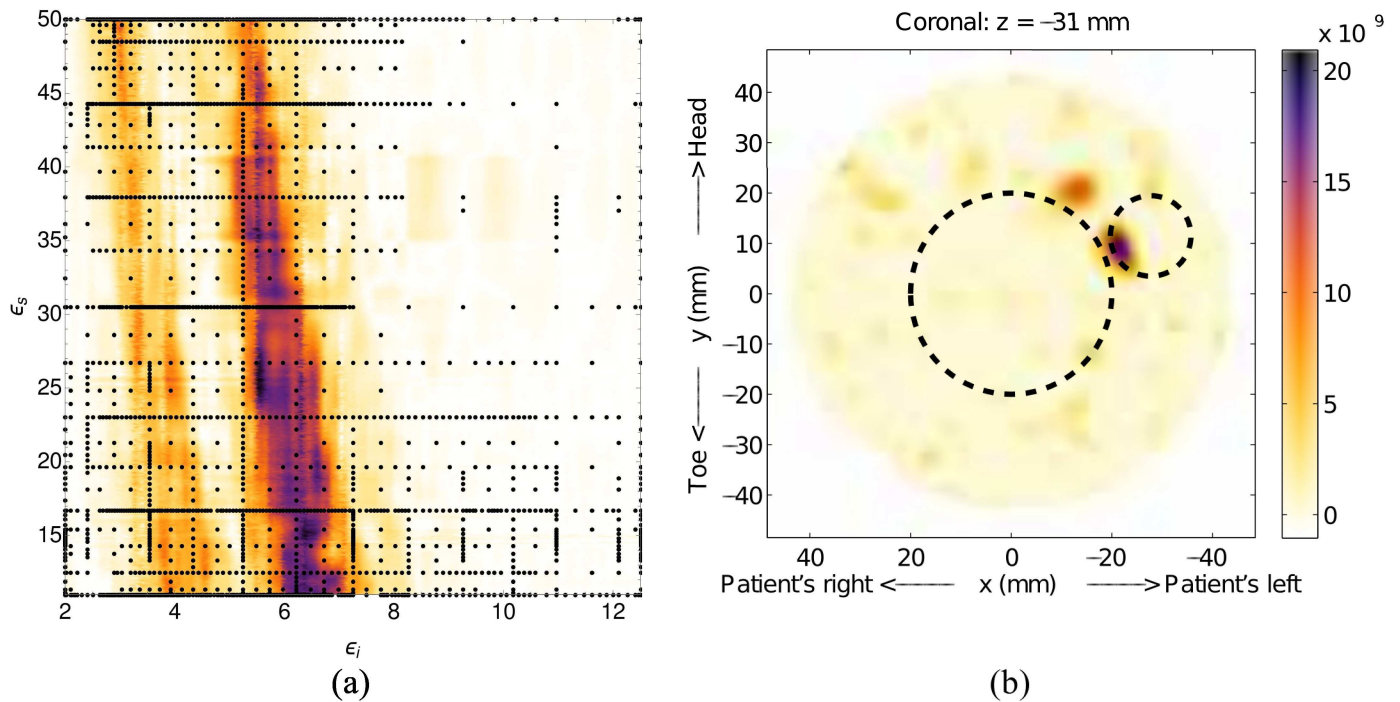 50
45
40
35
30
25
20
15
ϵs
2 4 6 8 10 12
ϵi
(a)
Coronal: z = –31 mm
x 10 9
40
30
20
10
0
–10
–20
–30
–40
Toe <—— y (mm) ——>Head
40 20 0 –20 –40
Patient's right <—— x (mm) ——>Patient's left
20
15
10
5
0
(b)